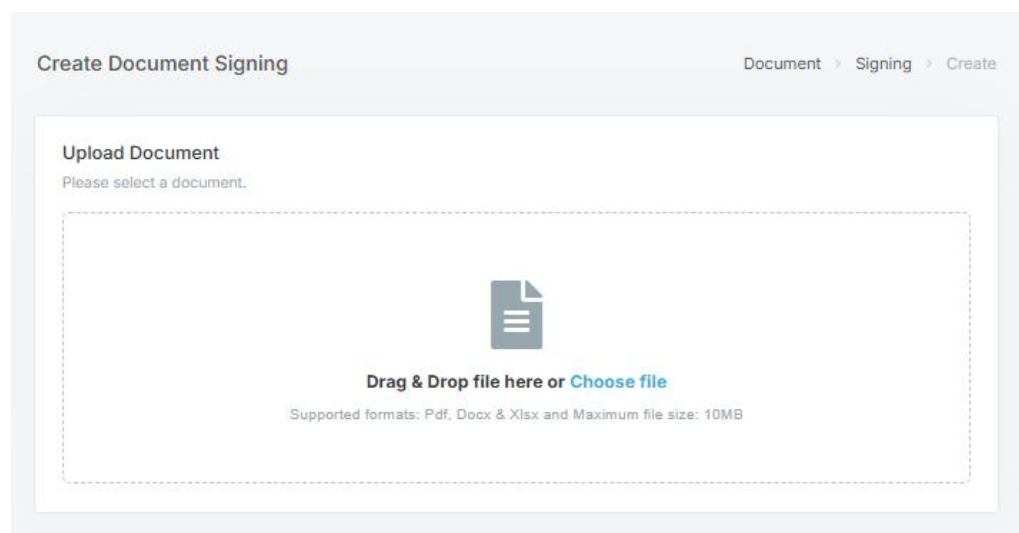 Create Document Signing
Document > Signing > Create
Upload Document
Please select a document.
Drag & Drop file here or Choose file
Supported formats: Pdf, Docx & Xlsx and Maximum file size: 10MB